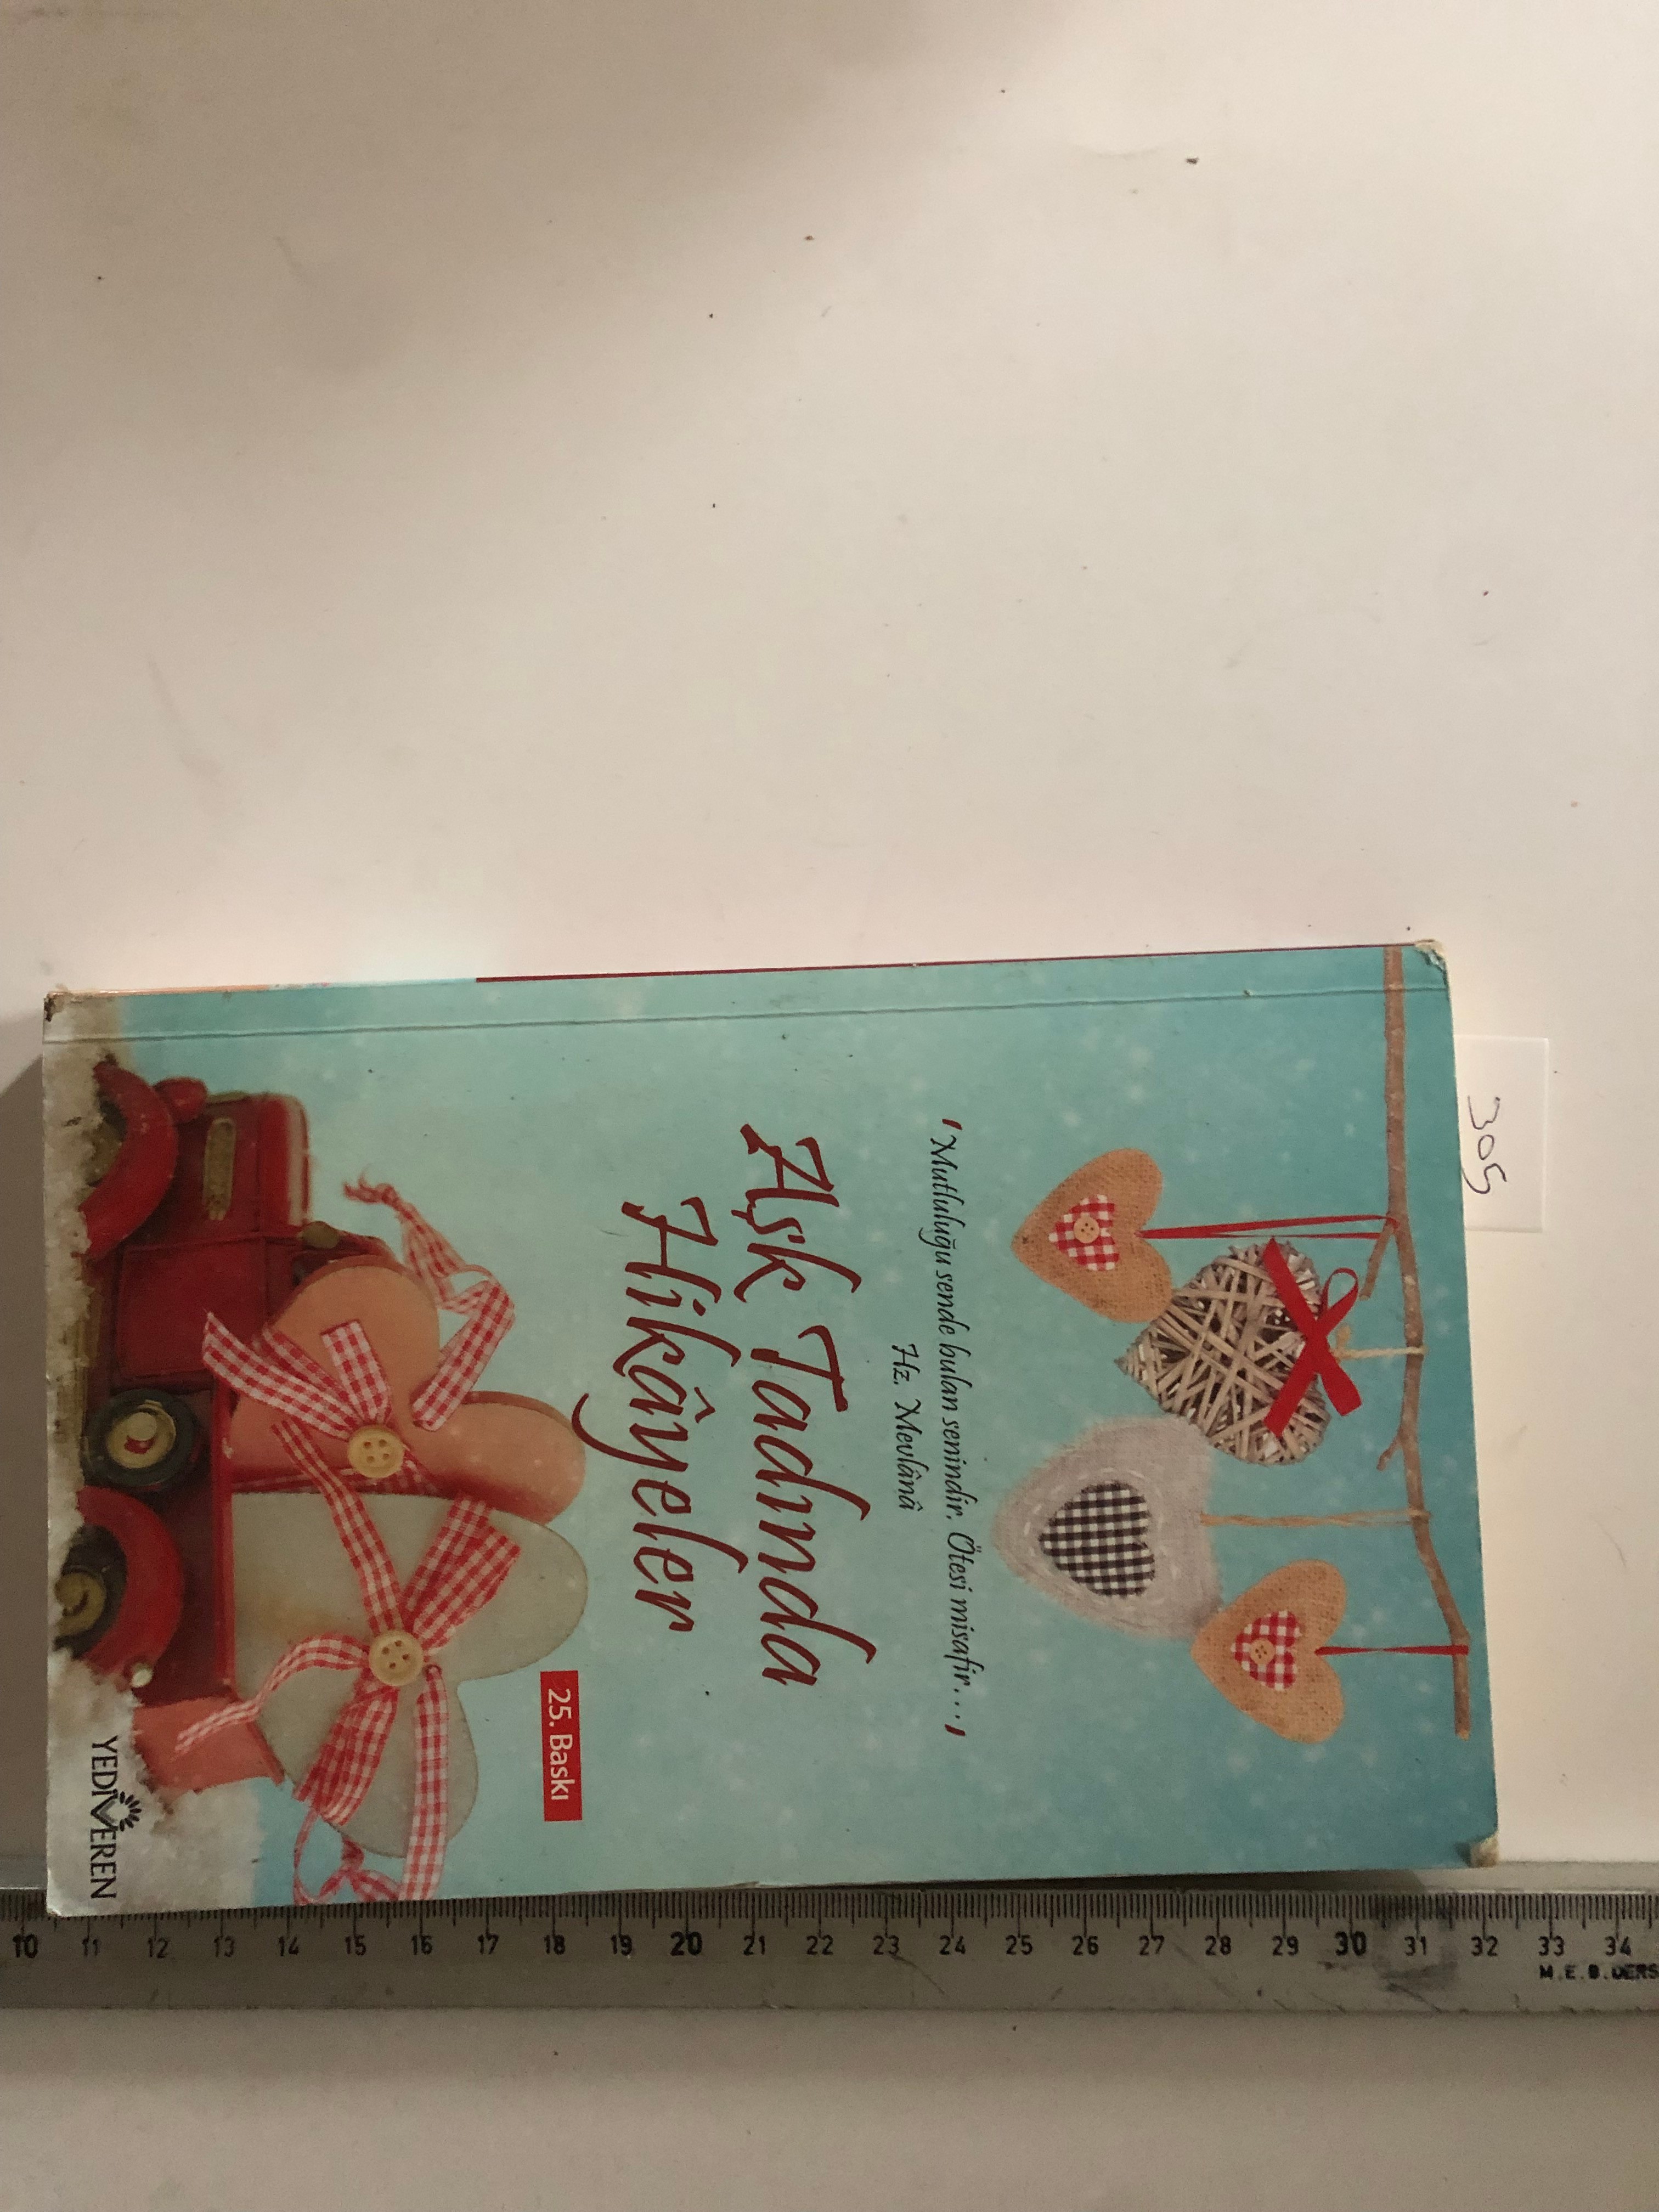 305
'Mutluluğu sende bulan senindir. Ötesi misafir...'
Hz. Mevlânâ
Aşk Tadında
Hikâyeler
25. Baskı
YEDİVEREN
10 11 12 13 14 15 16 17 18 19 20 21 22 23 24 25 26 27 28 29 30 31 32 33 34
M.E.B.DERS